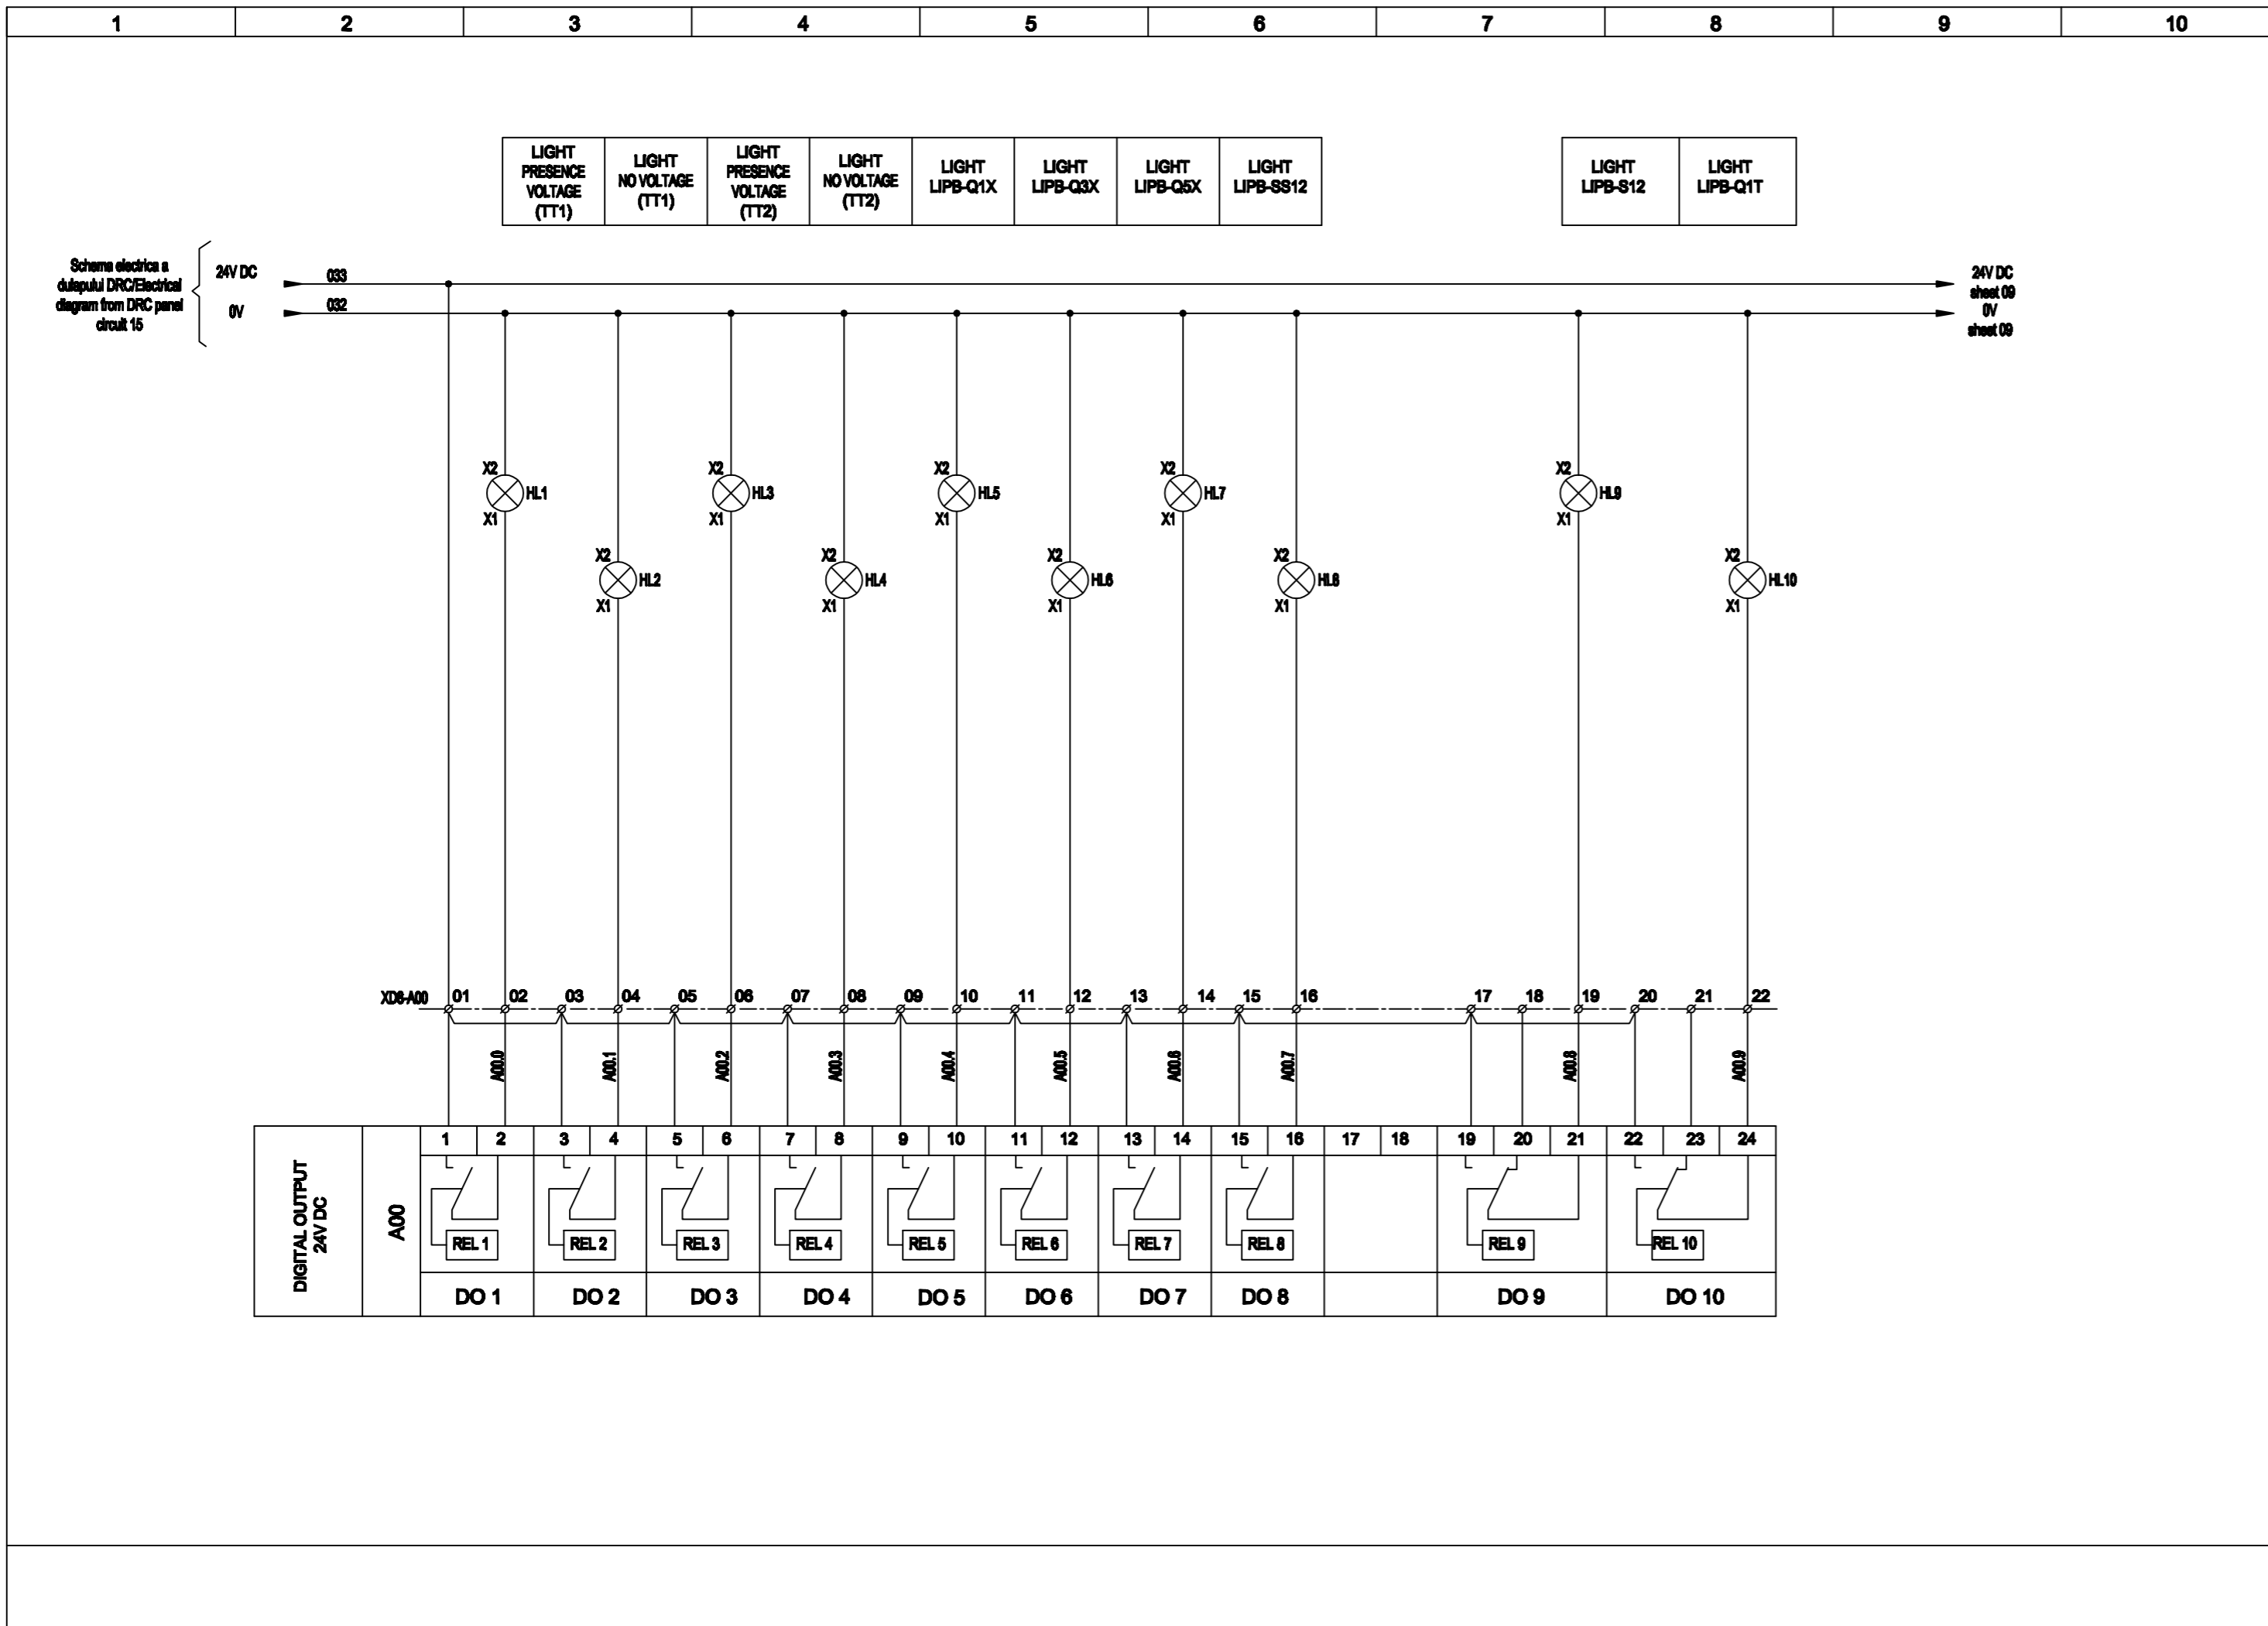 1 2 3 4 5 6 7 8 9 10
LIGHT
PRESENCE
VOLTAGE
(TT1)
LIGHT
NO VOLTAGE
(TT1)
LIGHT
PRESENCE
VOLTAGE
(TT2)
LIGHT
NO VOLTAGE
(TT2)
LIGHT
LIPB-Q1X
LIGHT
LIPB-Q3X
LIGHT
LIPB-Q5X
LIGHT
LIPB-SS12
LIGHT
LIPB-S12
LIGHT
LIPB-Q1T
Schema electrica a
dulapului DRC/Electrical
diagram from DRC panel
circuit 15
24V DC
0V
033
032
24V DC
sheet 09
0V
sheet 09
X2 HL1 X1
X2 HL2 X1
X2 HL3 X1
X2 HL4 X1
X2 HL5 X1
X2 HL6 X1
X2 HL7 X1
X2 HL8 X1
X2 HL9 X1
X2 HL10 X1
XD6-A00 01 02 03 04 05 06 07 08 09 10 11 12 13 14 15 16 17 18 19 20 21 22
A00.0 A00.1 A00.2 A00.3 A00.4 A00.5 A00.6 A00.7 A00.8 A00.9
DIGITAL OUTPUT
24V DC
A00
1 2 3 4 5 6 7 8 9 10 11 12 13 14 15 16 17 18 19 20 21 22 23 24
REL 1 REL 2 REL 3 REL 4 REL 5 REL 6 REL 7 REL 8 REL 9 REL 10
DO 1 DO 2 DO 3 DO 4 DO 5 DO 6 DO 7 DO 8 DO 9 DO 10